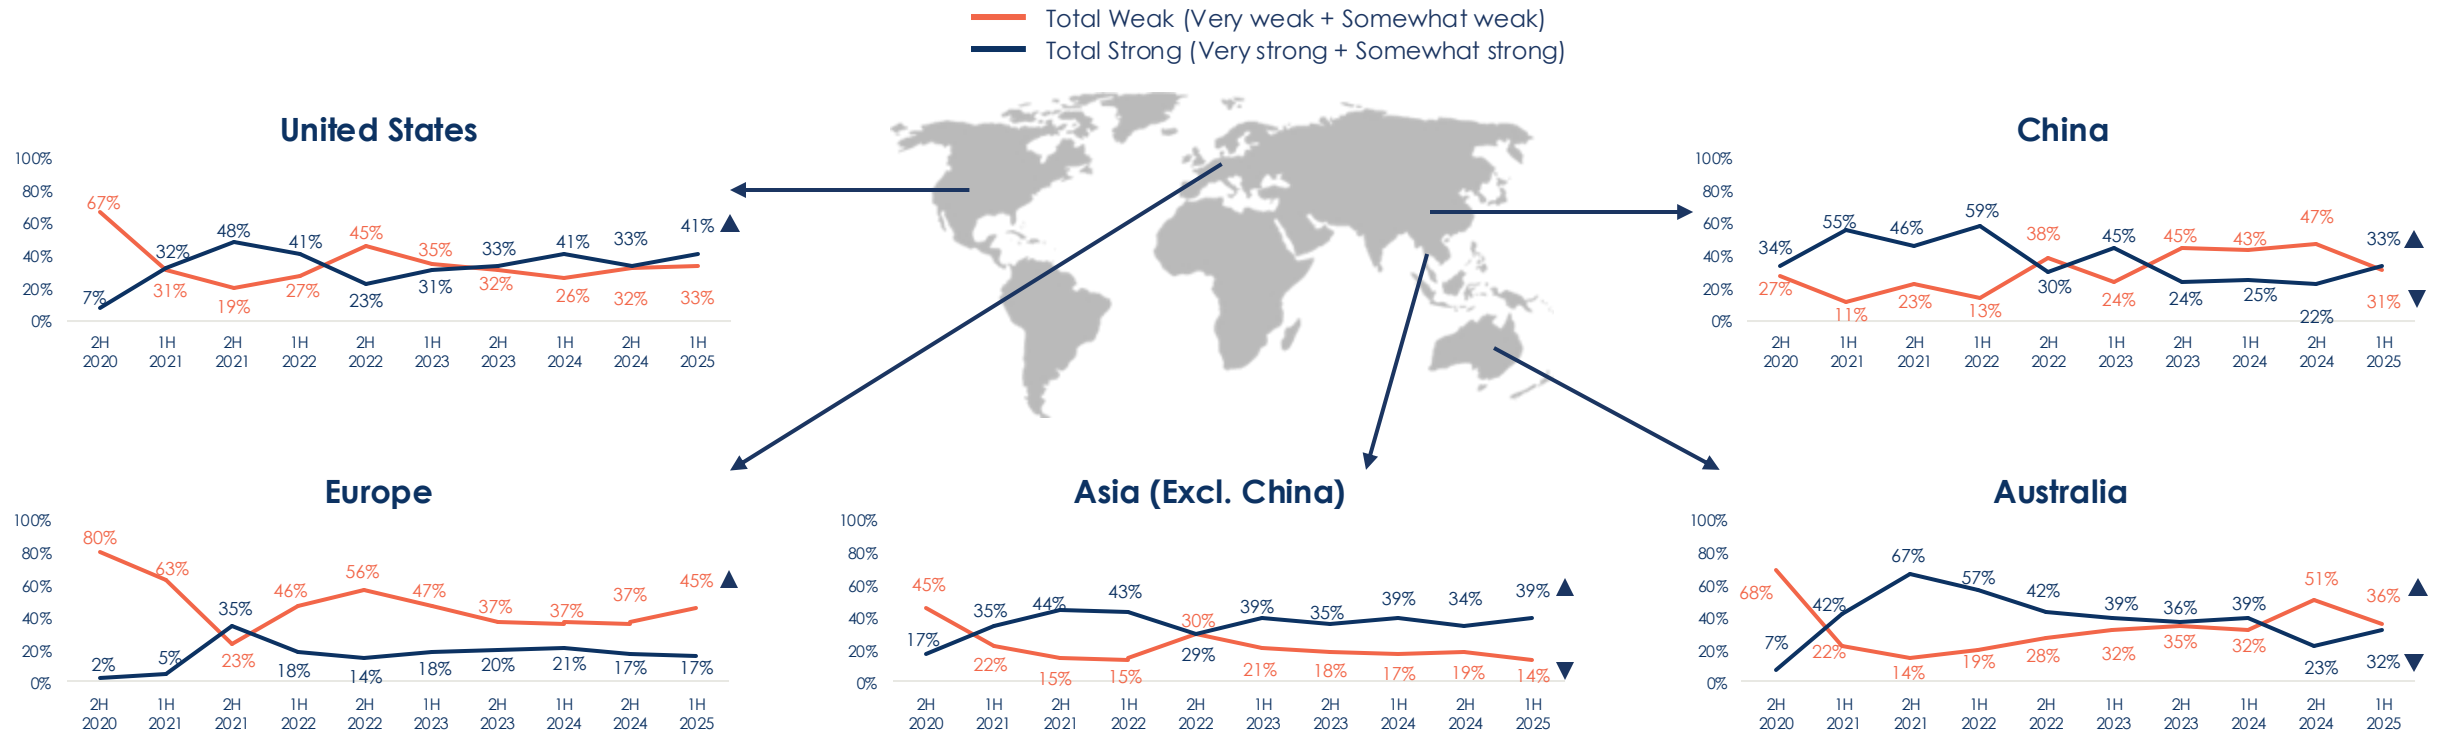 Total Weak (Very weak + Somewhat weak)
Total Strong (Very strong + Somewhat strong)
United States
100%
80%
60%
40%
20%
0%
67% 31% 19% 27% 45% 35% 32% 26% 32% 33%
7% 32% 48% 41% 23% 31% 33% 41% 33% 41% ▲
2H 1H 2H 1H 2H 1H 2H 1H 2H 1H
2020 2021 2021 2022 2022 2023 2023 2024 2024 2025
China
100%
80%
60%
40%
20%
0%
34% 55% 46% 59% 30% 45% 24% 25% 22% 33% ▲
27% 11% 23% 13% 38% 24% 45% 43% 47% 31% ▼
2H 1H 2H 1H 2H 1H 2H 1H 2H 1H
2020 2021 2021 2022 2022 2023 2023 2024 2024 2025
Europe
100%
80%
60%
40%
20%
0%
80% 63% 23% 46% 56% 47% 37% 37% 37% 45% ▲
2% 5% 35% 18% 14% 18% 20% 21% 17% 17%
2H 1H 2H 1H 2H 1H 2H 1H 2H 1H
2020 2021 2021 2022 2022 2023 2023 2024 2024 2025
Asia (Excl. China)
100%
80%
60%
40%
20%
0%
45% 22% 15% 15% 30% 21% 18% 17% 19% 14% ▼
17% 35% 44% 43% 29% 39% 35% 39% 34% 39% ▲
2H 1H 2H 1H 2H 1H 2H 1H 2H 1H
2020 2021 2021 2022 2022 2023 2023 2024 2024 2025
Australia
100%
80%
60%
40%
20%
0%
68% 22% 14% 19% 28% 32% 35% 32% 51% 36% ▲
7% 42% 67% 57% 42% 39% 36% 39% 23% 32% ▼
2H 1H 2H 1H 2H 1H 2H 1H 2H 1H
2020 2021 2021 2022 2022 2023 2023 2024 2024 2025